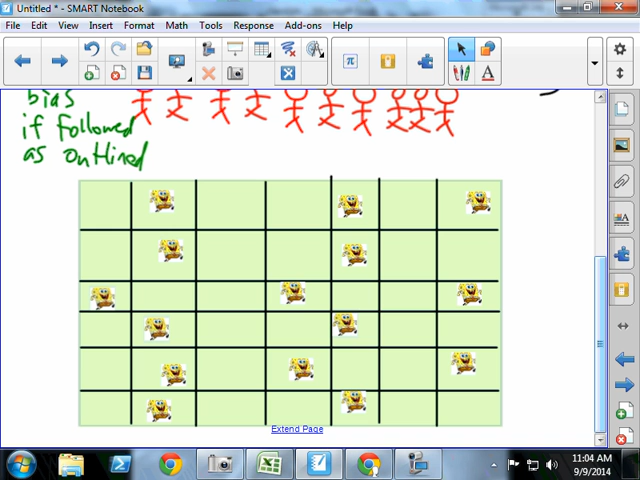 Untitled * - SMART Notebook
File Edit View Insert Format Math Tools Response Add-ons Help
π
A
bias
if followed
as outlined
Extend Page
11:04 AM
9/9/2014